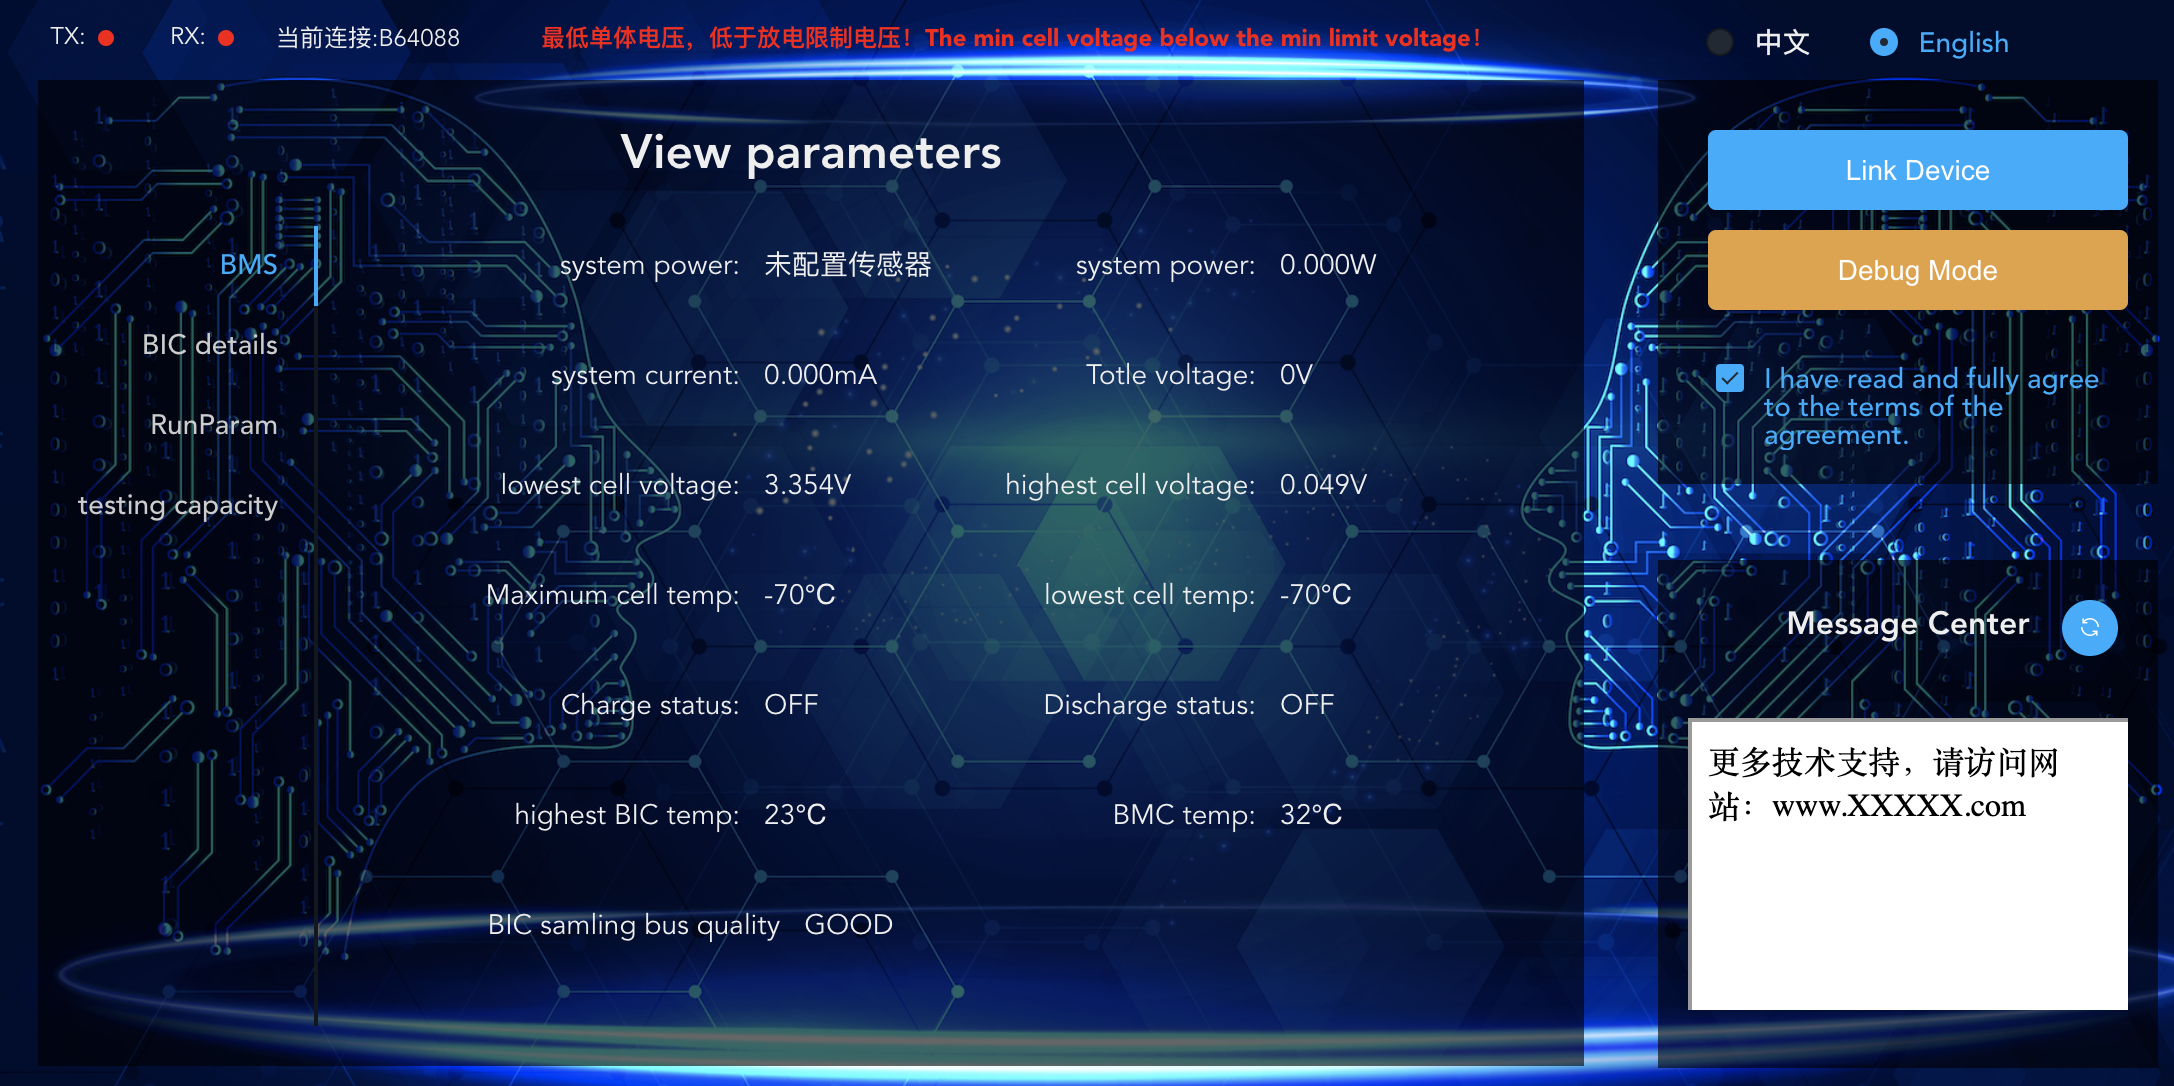 TX: RX: 当前连接:B64088 最低单体电压，低于放电限制电压！The min cell voltage below the min limit voltage! 中文 English
View parameters
Link Device
Debug Mode
I have read and fully agree
to the terms of the
agreement.
BMS
BIC details
RunParam
testing capacity
system power: 未配置传感器 system power: 0.000W
system current: 0.000mA Totle voltage: 0V
lowest cell voltage: 3.354V highest cell voltage: 0.049V
Maximum cell temp: -70℃ lowest cell temp: -70℃
Charge status: OFF Discharge status: OFF
highest BIC temp: 23℃ BMC temp: 32℃
BIC samling bus quality GOOD
Message Center
更多技术支持，请访问网
站：www.XXXXX.com